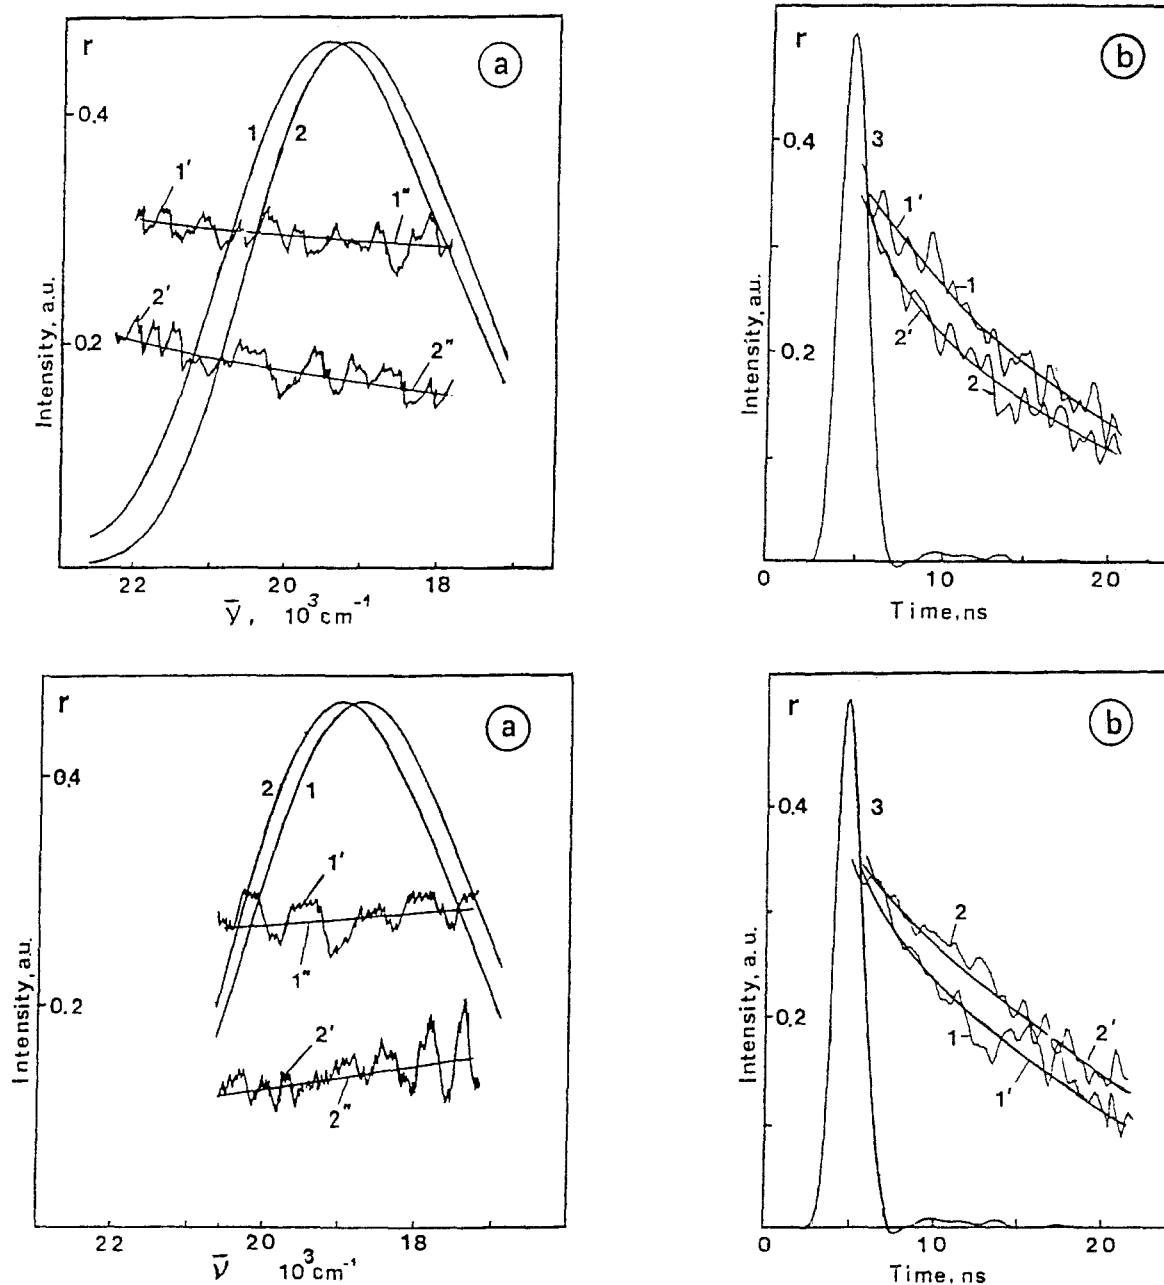 r
a
0.4
1
2
1'
1"
2'
2"
0.2
Intensity, a.u.
22
20
18
ν̄, 10³cm⁻¹
r
b
0.4
3
1'
1
2'
2
0.2
Intensity,a.u.
0
10
20
Time,ns
r
a
0.4
2
1
1'
1"
2'
2"
0.2
Intensity,a.u.
22
20
18
ν̄ 10³cm⁻¹
r
b
0.4
3
2
1
2'
1'
0.2
Intensity, a.u.
0
10
20
Time,ns